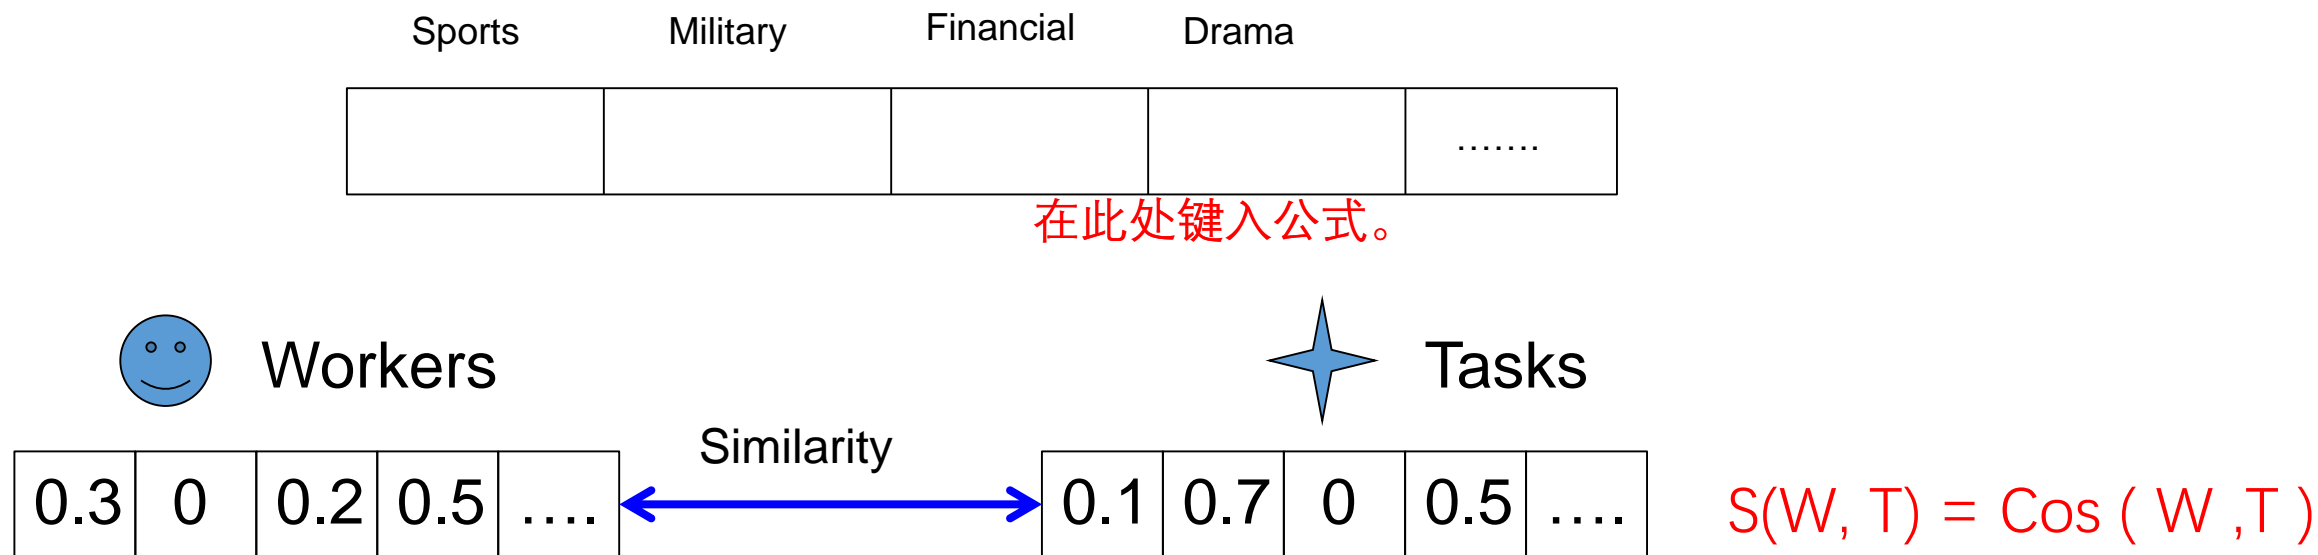 Sports Military Financial Drama
.......
在此处键入公式。
Workers Tasks
Similarity
0.3 0 0.2 0.5 .... 0.1 0.7 0 0.5 ....
S(W, T) = Cos ( W ,T )